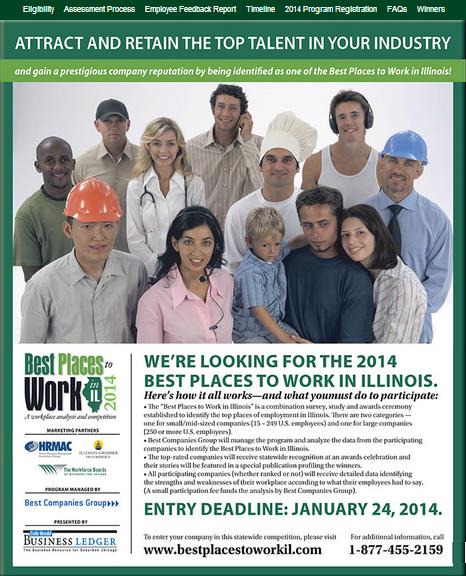 Eligibility Assessment Process Employee Feedback Report Timeline 2014 Program Registration FAQs Winners
ATTRACT AND RETAIN THE TOP TALENT IN YOUR INDUSTRY
and gain a prestigious company reputation by being identified as one of the Best Places to Work in Illinois!
Best Places to
Work in IL 2014
A workplace analysis and competition
MARKETING PARTNERS
HRMAC
ILLINOIS CHAMBER
The Workforce Boards
PROGRAM MANAGED BY
Best Companies Group
PRESENTED BY
Daily Herald
BUSINESS LEDGER
The Business Resource for Suburban Chicago
WE'RE LOOKING FOR THE 2014
BEST PLACES TO WORK IN ILLINOIS.
Here's how it all works—and what youmust do to participate:
• The "Best Places to Work in Illinois" is a combination survey, study and awards ceremony
established to identify the top places of employment in Illinois. There are two categories —
one for small/mid-sized companies (15 - 249 U.S. employees) and one for large companies
(250 or more U.S. employees).
• Best Companies Group will manage the program and analyze the data from the participating
companies to identify the Best Places to Work in Illinois.
• The top-rated companies will receive statewide recognition at an awards celebration and
their stories will be featured in a special publication profiling the winners.
• All participating companies (whether ranked or not) will receive detailed data identifying
the strengths and weaknesses of their workplace according to what their employees had to say.
(A small participation fee funds the analysis by Best Companies Group).
ENTRY DEADLINE: JANUARY 24, 2014.
To enter your company in this statewide competition, please visit
www.bestplacestoworkil.com
For additional information, call
1-877-455-2159